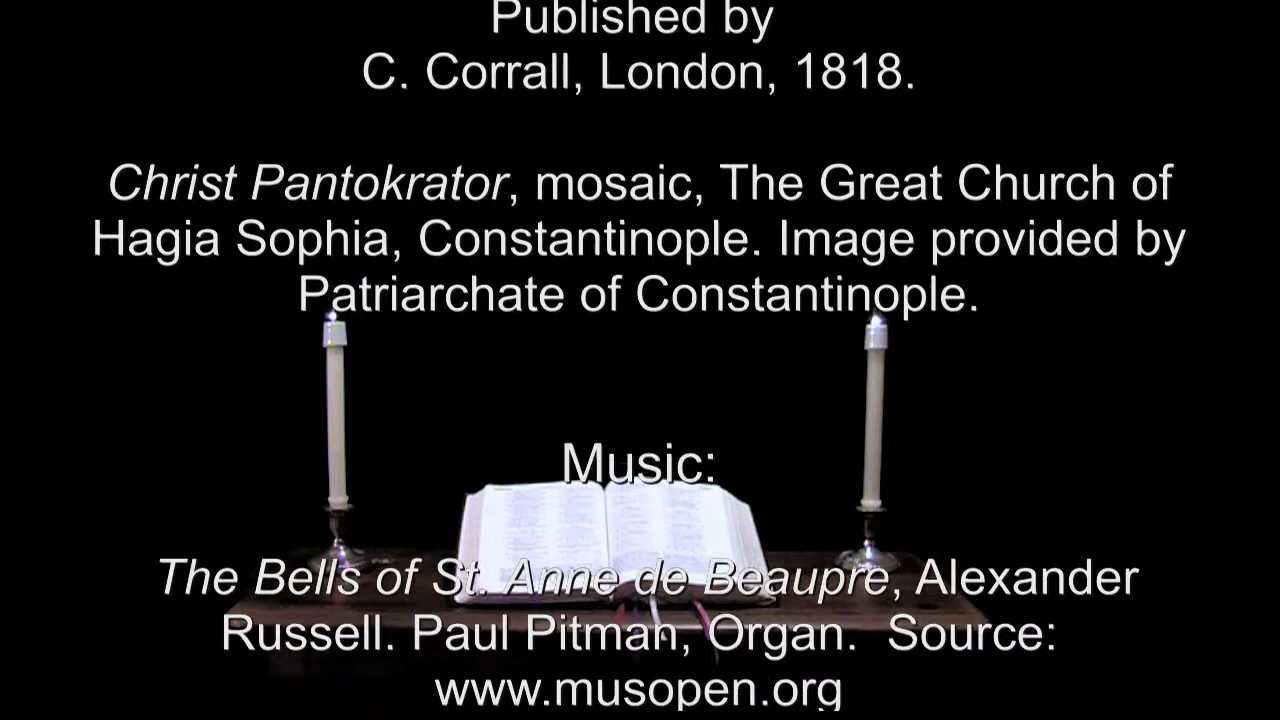 Published by
C. Corrall, London, 1818.
Christ Pantokrator, mosaic, The Great Church of
Hagia Sophia, Constantinople. Image provided by
Patriarchate of Constantinople.
Music:
The Bells of St. Anne de Beaupre, Alexander
Russell. Paul Pitman, Organ. Source:
www.musopen.org